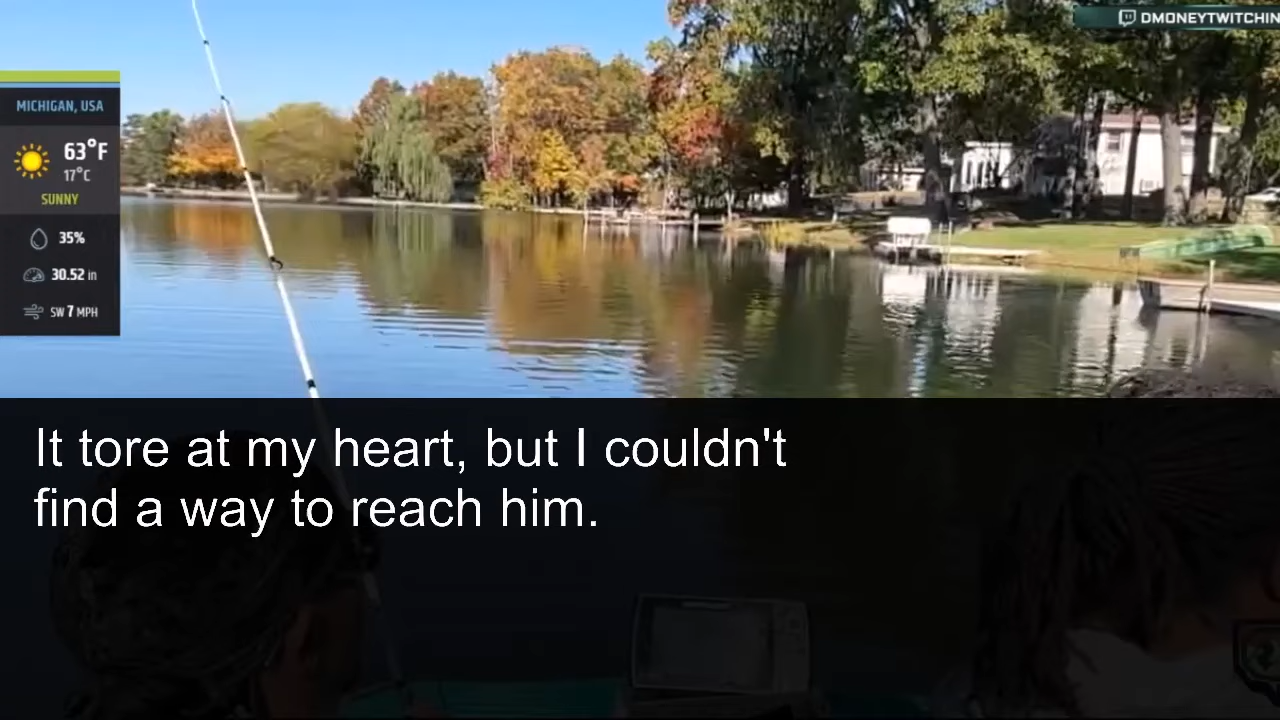 DMONEYTWITCHIN
MICHIGAN, USA
63°F
17°C
SUNNY
35%
30.52 in
SW 7 MPH
It tore at my heart, but I couldn't
find a way to reach him.